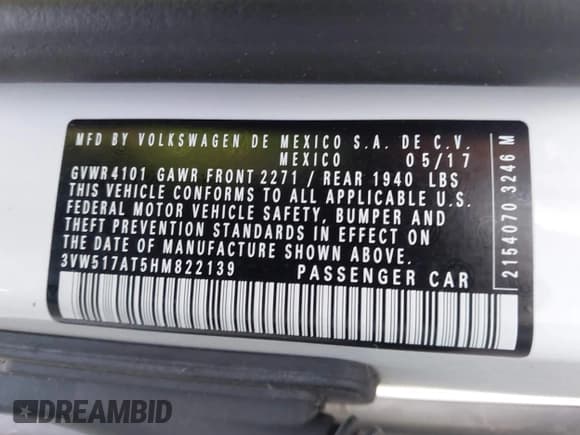 MFD BY VOLKSWAGEN DE MEXICO S.A. DE C.V.
MEXICO 05/17
GVWR 4101 GAWR FRONT 2271 / REAR 1940 LBS
THIS VEHICLE CONFORMS TO ALL APPLICABLE U.S.
FEDERAL MOTOR VEHICLE SAFETY, BUMPER AND
THEFT PREVENTION STANDARDS IN EFFECT ON
THE DATE OF MANUFACTURE SHOWN ABOVE.
3VW517AT5HM822139 PASSENGER CAR
2154070 3246 M
DREAMBID